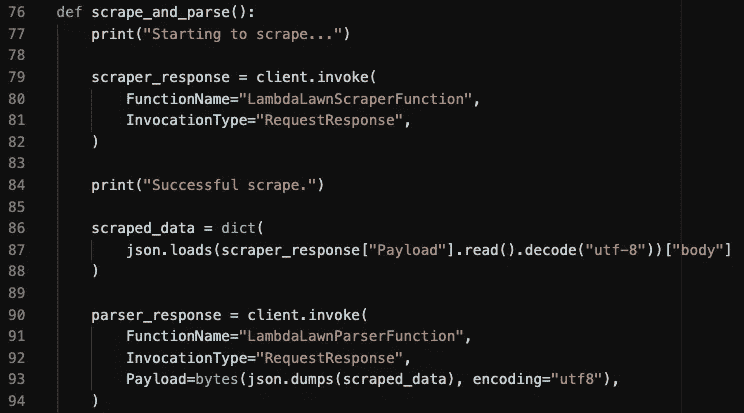 76 def scrape_and_parse():
77     print("Starting to scrape...")
78
79     scraper_response = client.invoke(
80         FunctionName="LambdaLawnScraperFunction",
81         InvocationType="RequestResponse",
82     )
83
84     print("Successful scrape.")
85
86     scraped_data = dict(
87         json.loads(scraper_response["Payload"].read().decode("utf-8"))["body"]
88     )
89
90     parser_response = client.invoke(
91         FunctionName="LambdaLawnParserFunction",
92         InvocationType="RequestResponse",
93         Payload=bytes(json.dumps(scraped_data), encoding="utf8"),
94     )